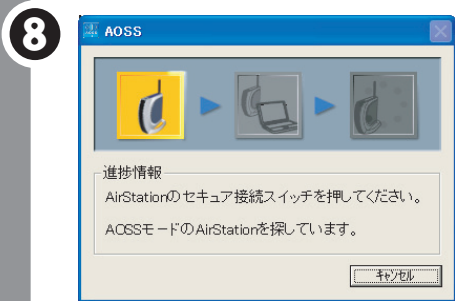 8
AOSS
進捗情報
AirStationのセキュア接続スイッチを押してください。
AOSSモードのAirStationを探しています。
キャンセル